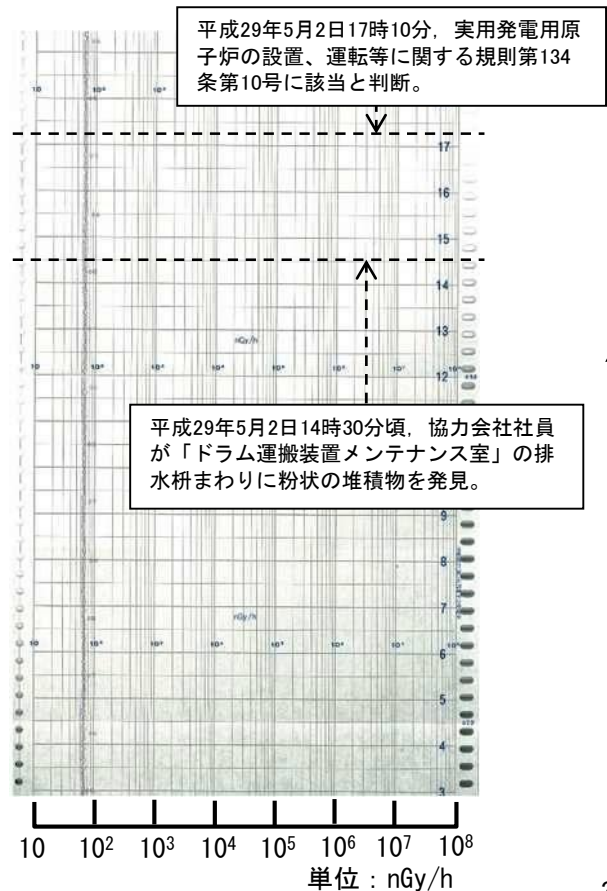 平成29年5月2日17時10分，実用発電用原
子炉の設置、運転等に関する規則第134
条第10号に該当と判断。
17
16
15
14
13
nGy/h
12
平成29年5月2日14時30分頃，協力会社社員
が「ドラム運搬装置メンテナンス室」の排
水枡まわりに粉状の堆積物を発見。
9
8
7
nGy/h
6
5
4
3
10 10² 10³ 10⁴ 10⁵ 10⁶ 10⁷ 10⁸
単位：nGy/h